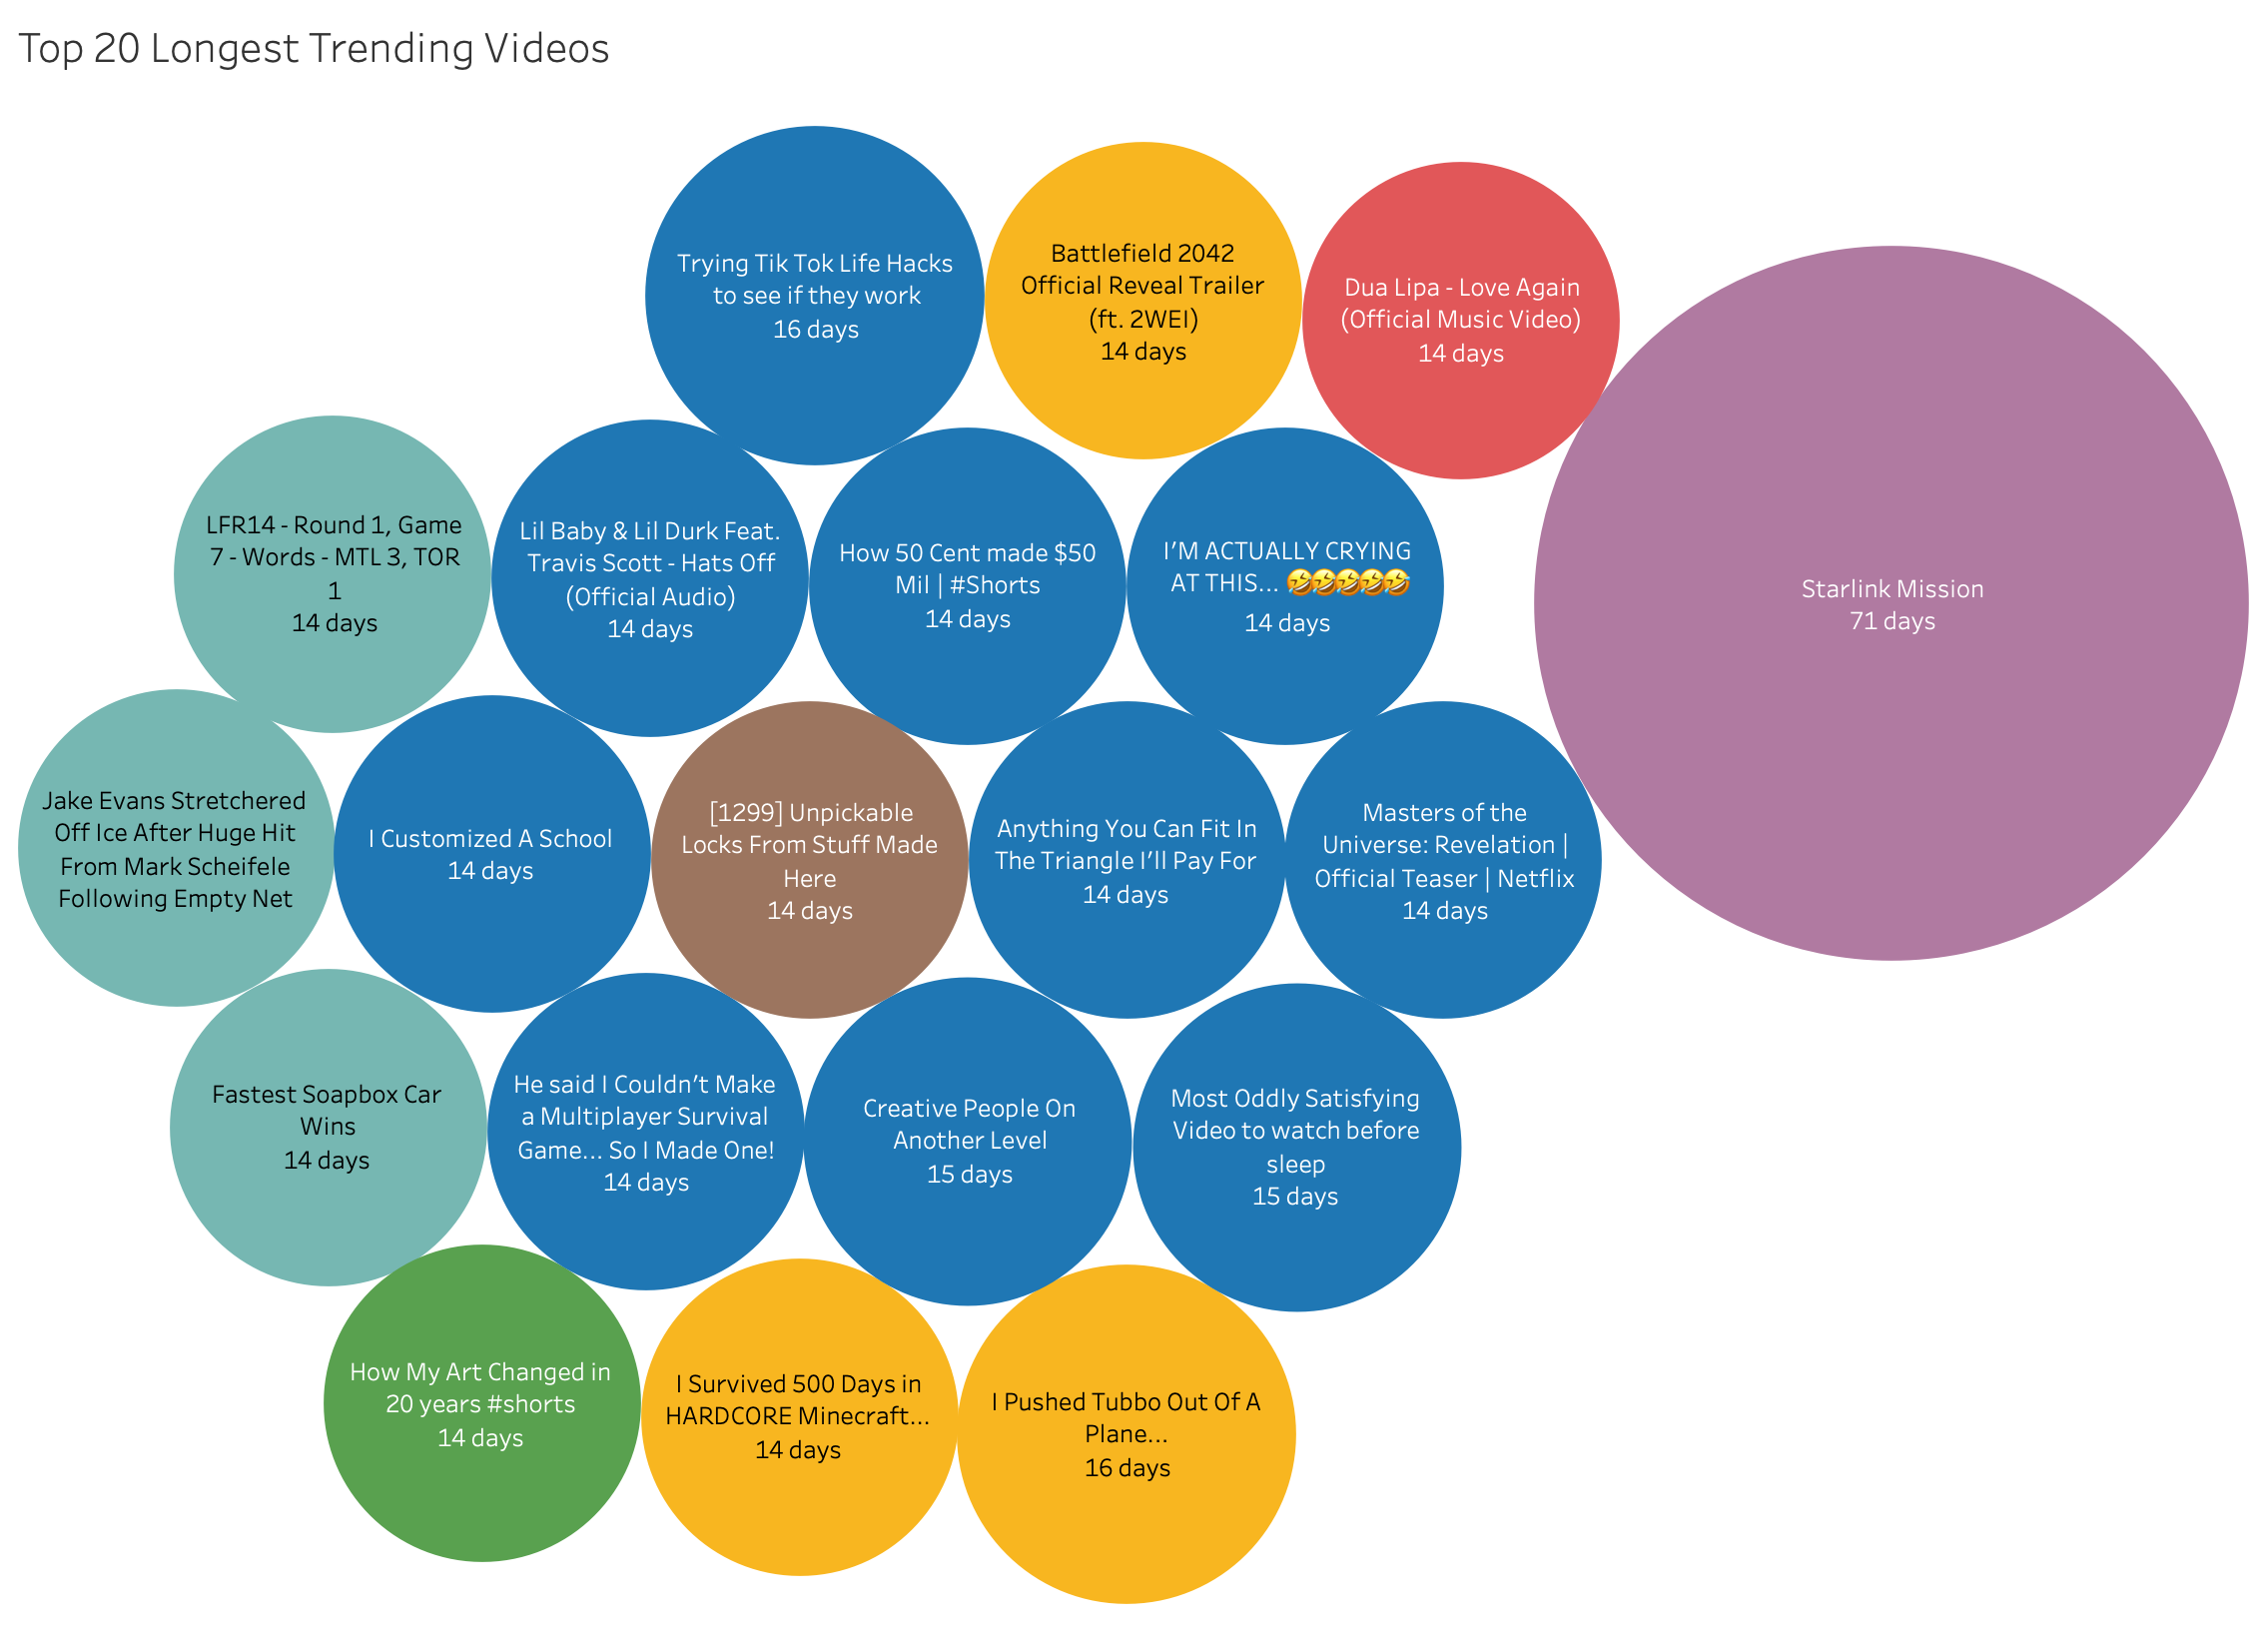 Top 20 Longest Trending Videos
Trying Tik Tok Life Hacks
to see if they work
16 days
Battlefield 2042
Official Reveal Trailer
(ft. 2WEI)
14 days
Dua Lipa - Love Again
(Official Music Video)
14 days
Starlink Mission
71 days
LFR14 - Round 1, Game
7 - Words - MTL 3, TOR
1
14 days
Lil Baby & Lil Durk Feat.
Travis Scott - Hats Off
(Official Audio)
14 days
How 50 Cent made $50
Mil | #Shorts
14 days
I’M ACTUALLY CRYING
AT THIS... 🤣🤣🤣🤣🤣
14 days
Jake Evans Stretchered
Off Ice After Huge Hit
From Mark Scheifele
Following Empty Net
I Customized A School
14 days
[1299] Unpickable
Locks From Stuff Made
Here
14 days
Anything You Can Fit In
The Triangle I’ll Pay For
14 days
Masters of the
Universe: Revelation |
Official Teaser | Netflix
14 days
Fastest Soapbox Car
Wins
14 days
He said I Couldn’t Make
a Multiplayer Survival
Game... So I Made One!
14 days
Creative People On
Another Level
15 days
Most Oddly Satisfying
Video to watch before
sleep
15 days
How My Art Changed in
20 years #shorts
14 days
I Survived 500 Days in
HARDCORE Minecraft...
14 days
I Pushed Tubbo Out Of A
Plane...
16 days